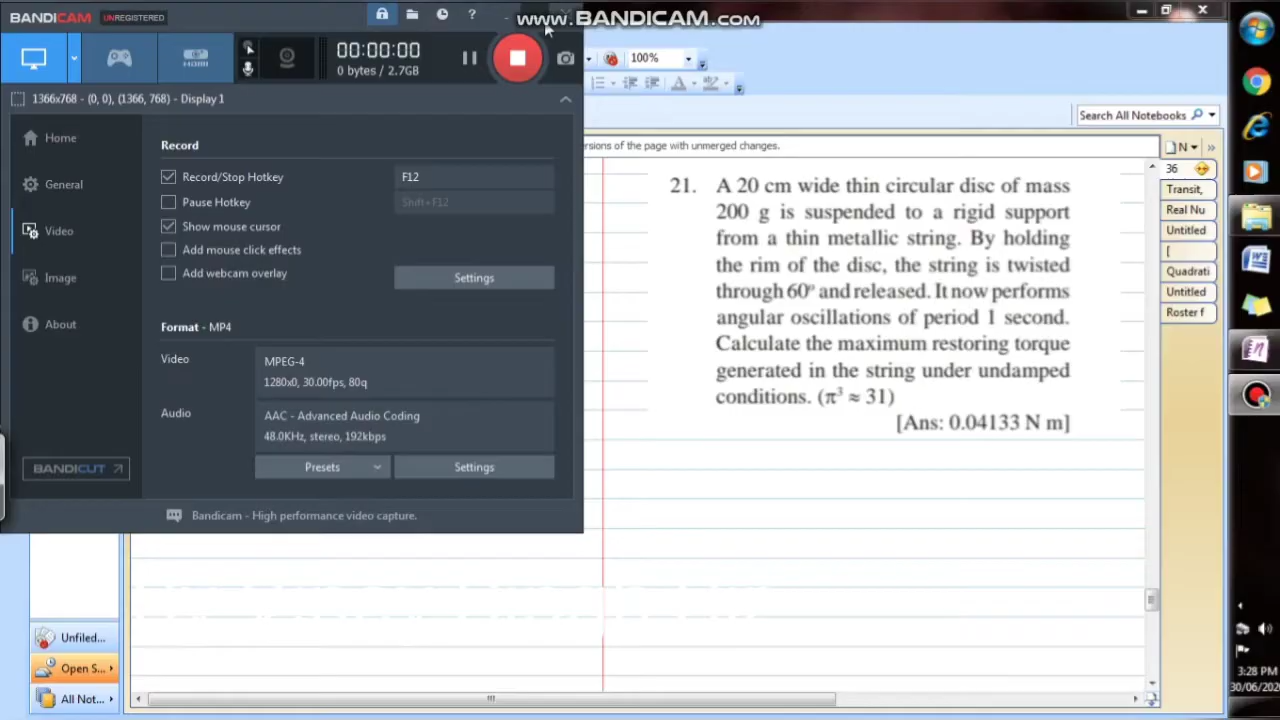 www.BANDICAM.com
BANDICAM UNREGISTERED
?
HDMI
00:00:00
0 bytes / 2.7GB
1366x768 - (0, 0), (1366, 768) - Display 1
Home
General
Video
Image
About
BANDICUT
Record
Record/Stop Hotkey
F12
Pause Hotkey
Shift+F12
Show mouse cursor
Add mouse click effects
Add webcam overlay
Settings
Format - MP4
Video
MPEG-4
1280x0, 30.00fps, 80q
Audio
AAC - Advanced Audio Coding
48.0KHz, stereo, 192kbps
Presets
Settings
Bandicam - High performance video capture.
100%
Search All Notebooks
rsions of the page with unmerged changes.
N
»
36
Transit,
Real Nu
Untitled
[
Quadrati
Untitled
Roster f
21. A 20 cm wide thin circular disc of mass
200 g is suspended to a rigid support
from a thin metallic string. By holding
the rim of the disc, the string is twisted
through 60º and released. It now performs
angular oscillations of period 1 second.
Calculate the maximum restoring torque
generated in the string under undamped
conditions. (π³ ≈ 31)
[Ans: 0.04133 N m]
Unfiled...
Open S...
All Not...
3:28 PM
30/06/202